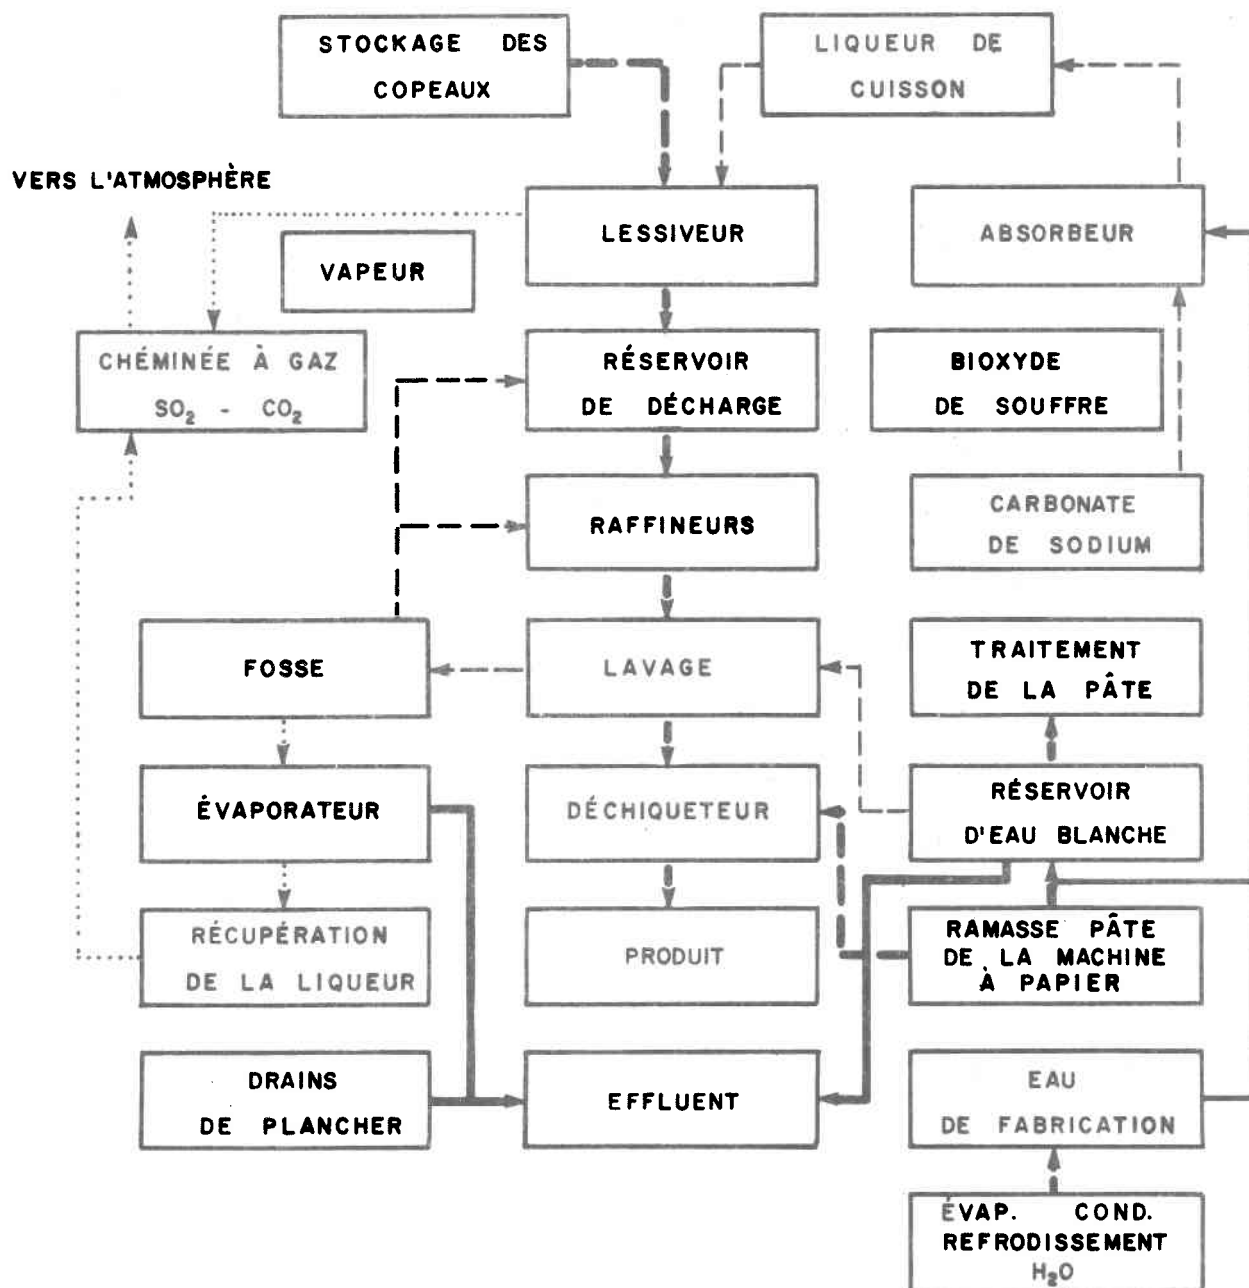 STOCKAGE DES
COPEAUX
LIQUEUR DE
CUISSON
VERS L'ATMOSPHÈRE
LESSIVEUR
ABSORBEUR
VAPEUR
CHÉMINÉE À GAZ
SO₂ - CO₂
RÉSERVOIR
DE DÉCHARGE
BIOXYDE
DE SOUFFRE
RAFFINEURS
CARBONATE
DE SODIUM
FOSSE
LAVAGE
TRAITEMENT
DE LA PÂTE
ÉVAPORATEUR
DÉCHIQUETEUR
RÉSERVOIR
D'EAU BLANCHE
RÉCUPÉRATION
DE LA LIQUEUR
PRODUIT
RAMASSE PÂTE
DE LA MACHINE
À PAPIER
DRAINS
DE PLANCHER
EFFLUENT
EAU
DE FABRICATION
ÉVAP. COND.
REFRODISSEMENT
H₂O